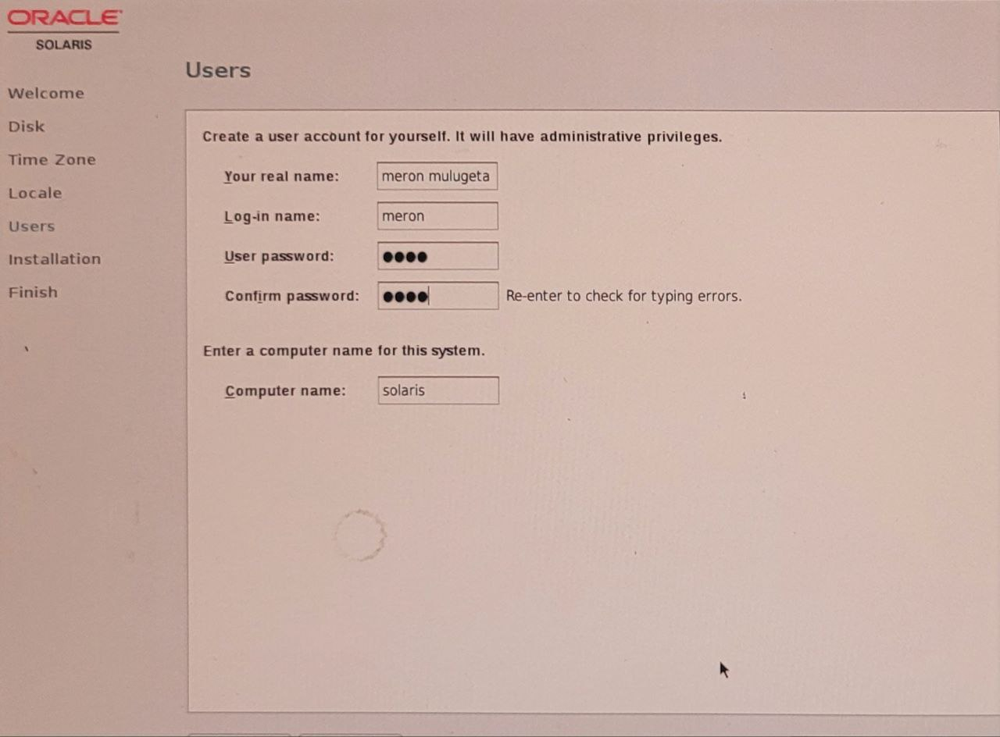 ORACLE
SOLARIS
Users
Welcome
Disk
Time Zone
Locale
Users
Installation
Finish
Create a user account for yourself. It will have administrative privileges.
Your real name: meron mulugeta
Log-in name: meron
User password: ●●●●
Confirm password: ●●●● Re-enter to check for typing errors.
Enter a computer name for this system.
Computer name: solaris